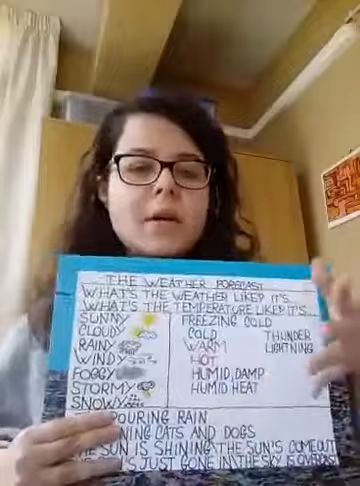 THE WEATHER FORECAST
WHAT'S THE WEATHER LIKE? IT'S...
WHAT'S THE TEMPERATURE LIKE? IT'S...
SUNNY
CLOUDY
RAINY
WINDY
FOGGY
STORMY
SNOWY
FREEZING COLD
COLD
WARM
HOT
HUMID, DAMP
HUMID HEAT
THUNDER
LIGHTNING
POURING RAIN
CATS AND DOGS
THE SUN IS SHINING THE SUN'S COME OUT
JUST GONE IN THE SKY IS OVERCAST